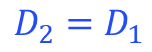 D₂ = D₁